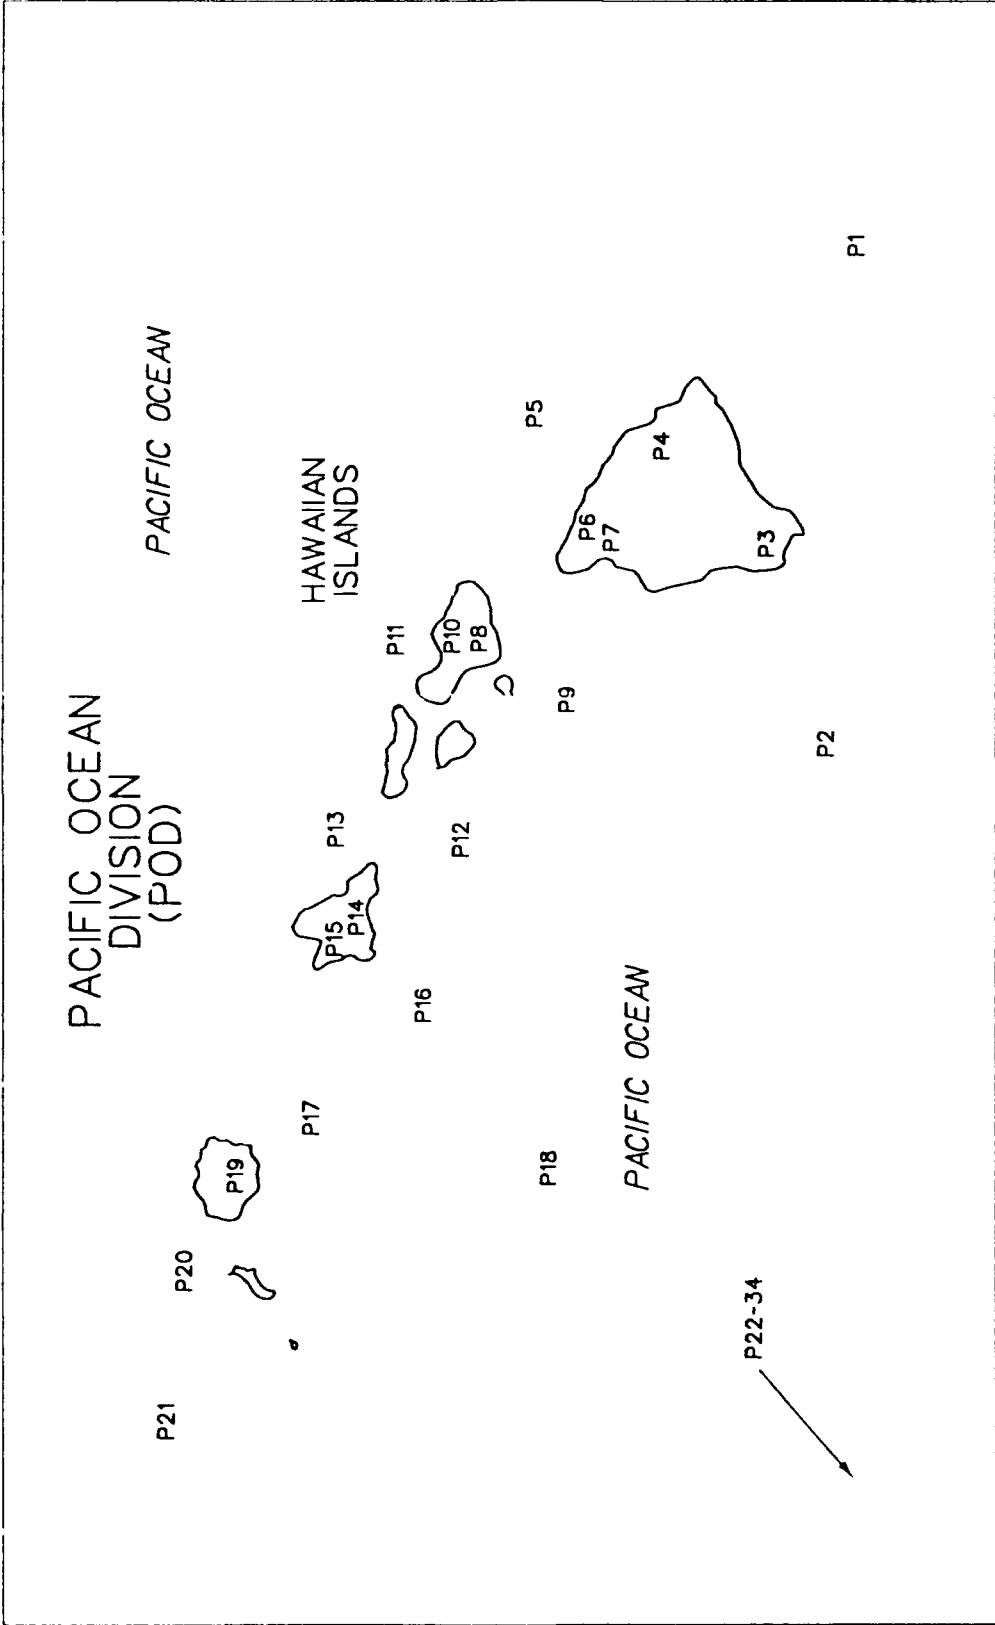 PACIFIC OCEAN
DIVISION
(POD)
PACIFIC OCEAN
HAWAIIAN
ISLANDS
P21
P20
P19
P17
P15
P14
P13
P16
P11
P12
P10
P8
P5
P18
P9
P6
P7
P4
PACIFIC OCEAN
P22-34
P3
P2
P1